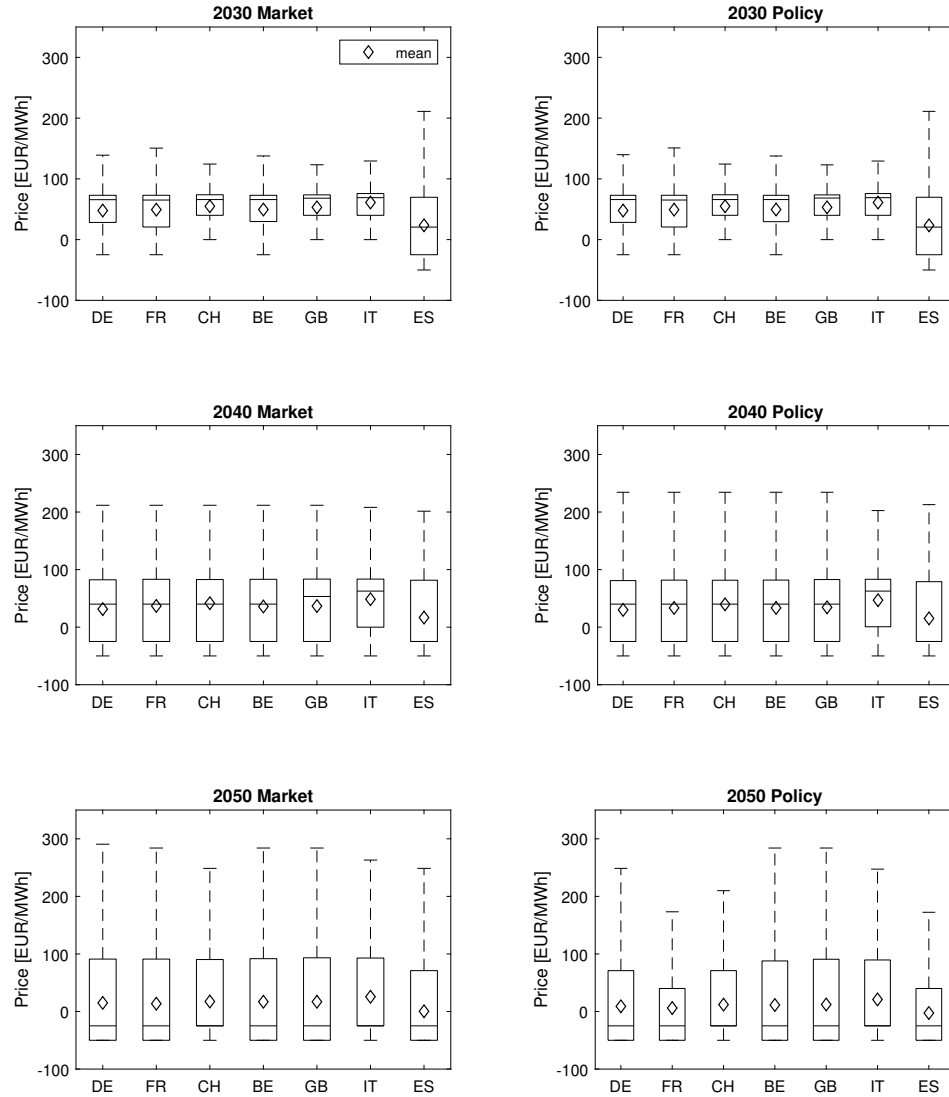 2030 Market
Price [EUR/MWh]
300
200
100
0
-100
mean
DE FR CH BE GB IT ES
2030 Policy
Price [EUR/MWh]
300
200
100
0
-100
DE FR CH BE GB IT ES
2040 Market
Price [EUR/MWh]
300
200
100
0
-100
DE FR CH BE GB IT ES
2040 Policy
Price [EUR/MWh]
300
200
100
0
-100
DE FR CH BE GB IT ES
2050 Market
Price [EUR/MWh]
300
200
100
0
-100
DE FR CH BE GB IT ES
2050 Policy
Price [EUR/MWh]
300
200
100
0
-100
DE FR CH BE GB IT ES